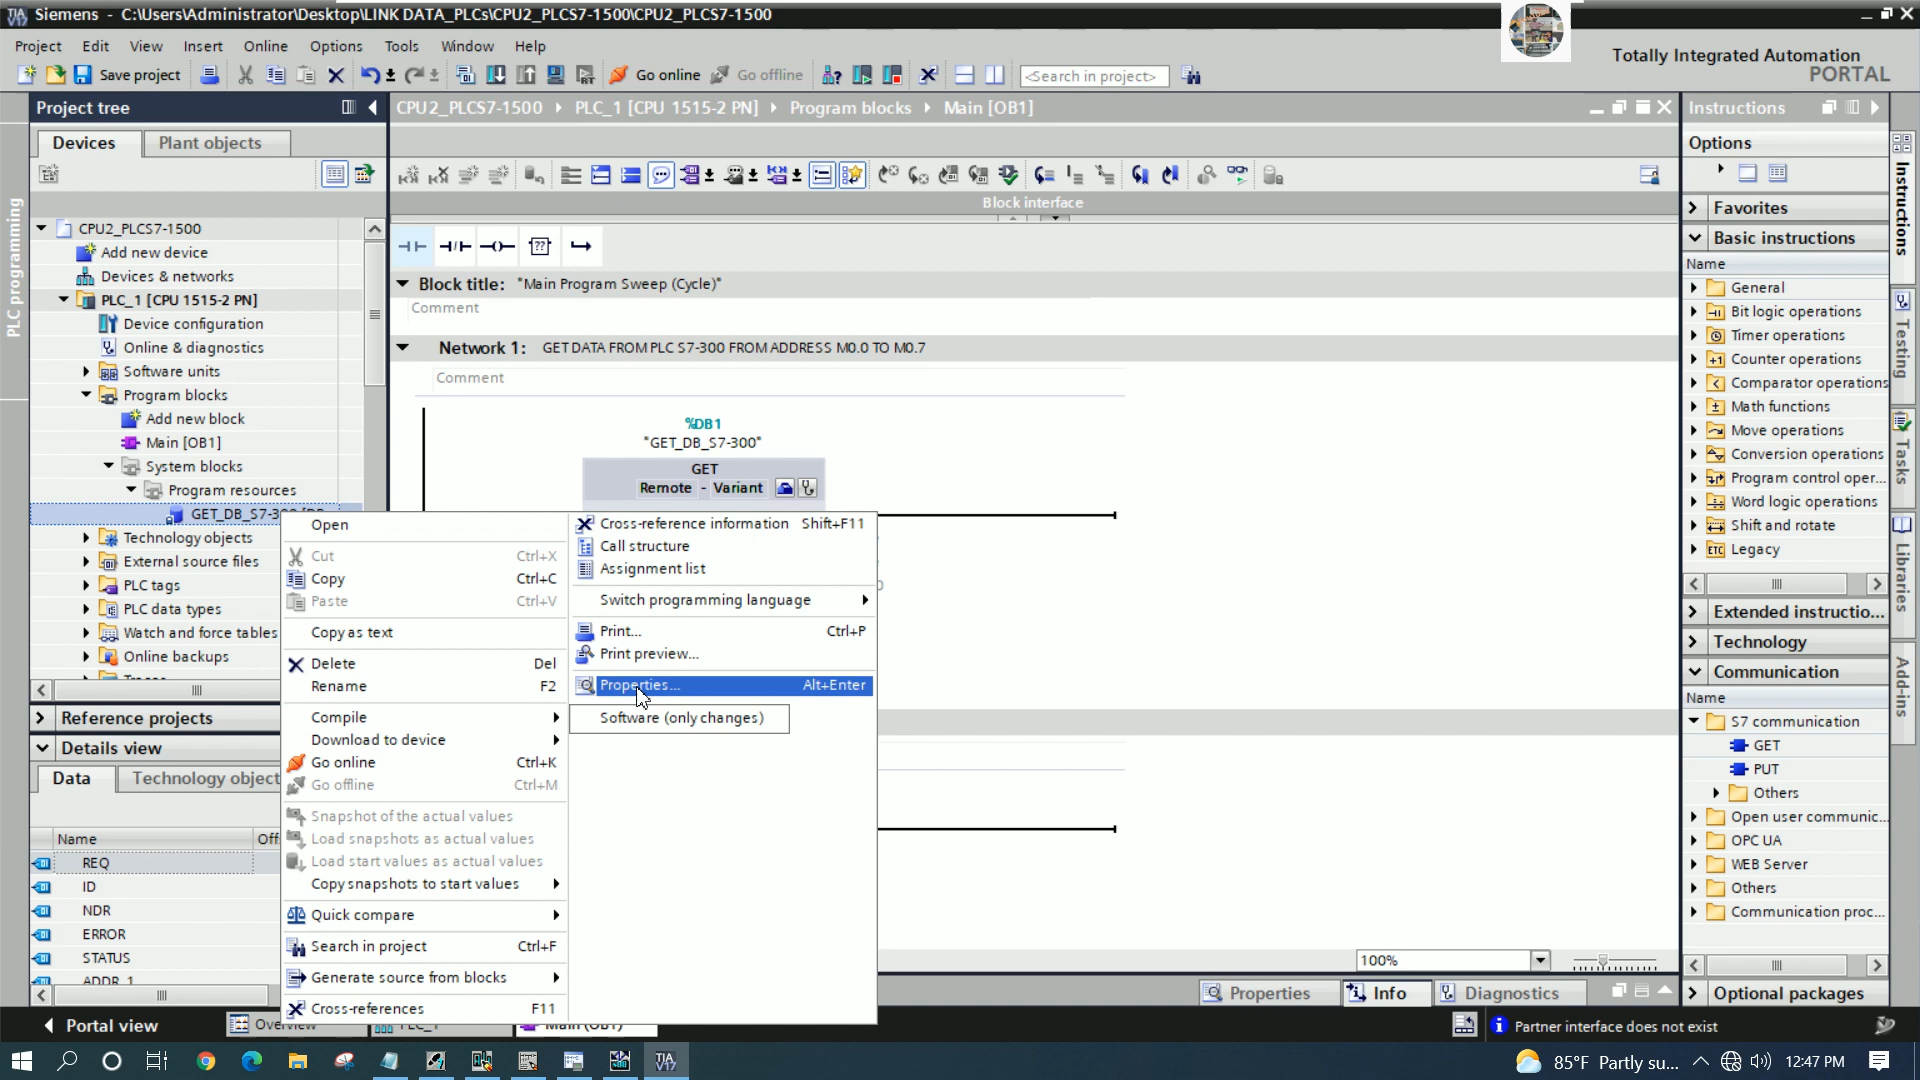 Siemens - C:\Users\Administrator\Desktop\LINK DATA_PLCs\CPU2_PLCS7-1500\CPU2_PLCS7-1500
Project Edit View Insert Online Options Tools Window Help
Totally Integrated Automation
PORTAL
Save project
Go online
Go offline
<Search in project>
Project tree
CPU2_PLCS7-1500 PLC_1 [CPU 1515-2 PN] Program blocks Main [OB1]
Instructions
Devices
Plant objects
Options
Block interface
PLC programming
CPU2_PLCS7-1500
Add new device
Devices & networks
PLC_1 [CPU 1515-2 PN]
Device configuration
Online & diagnostics
Software units
Program blocks
Add new block
Main [OB1]
System blocks
Program resources
GET_DB_S7-300 [DB
Technology objects
External source files
PLC tags
PLC data types
Watch and force tables
Online backups
Reference projects
Details view
Data
Technology object
Name
Off
REQ
ID
NDR
ERROR
STATUS
ADDR_1
Portal view
Overview
PLC_1
Main (OB1)
Block title: "Main Program Sweep (Cycle)"
Comment
Network 1: GET DATA FROM PLC S7-300 FROM ADDRESS M0.0 TO M0.7
Comment
%DB1
"GET_DB_S7-300"
GET
Remote - Variant
Open
Cut Ctrl+X
Copy Ctrl+C
Paste Ctrl+V
Copy as text
Delete Del
Rename F2
Compile
Download to device
Go online Ctrl+K
Go offline Ctrl+M
Snapshot of the actual values
Load snapshots as actual values
Load start values as actual values
Copy snapshots to start values
Quick compare
Search in project Ctrl+F
Generate source from blocks
Cross-references F11
Cross-reference information Shift+F11
Call structure
Assignment list
Switch programming language
Print... Ctrl+P
Print preview...
Properties... Alt+Enter
Software (only changes)
100%
Properties
Info
Diagnostics
Partner interface does not exist
Favorites
Basic instructions
Name
General
Bit logic operations
Timer operations
Counter operations
Comparator operations
Math functions
Move operations
Conversion operations
Program control oper...
Word logic operations
Shift and rotate
Legacy
Extended instructio...
Technology
Communication
Name
S7 communication
GET
PUT
Others
Open user communic...
OPC UA
WEB Server
Others
Communication proc...
Optional packages
Instructions
Testing
Tasks
Libraries
Add-ins
85°F Partly su...
12:47 PM